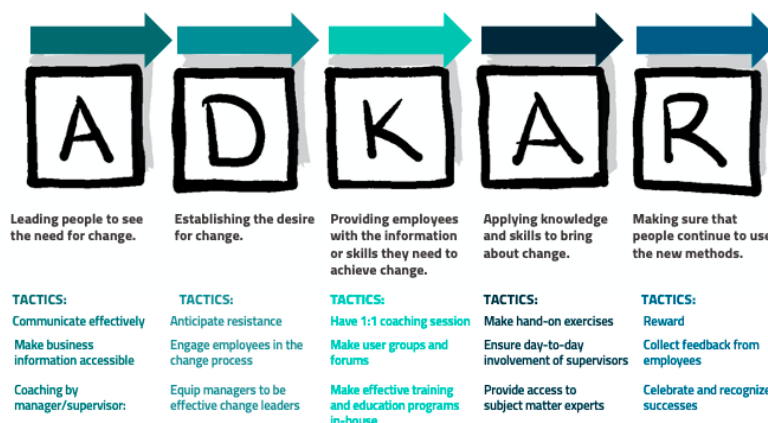 A D K A R
Leading people to see
the need for change.
Establishing the desire
for change.
Providing employees
with the information
or skills they need to
achieve change.
Applying knowledge
and skills to bring
about change.
Making sure that
people continue to use
the new methods.
TACTICS:
Communicate effectively
Make business
information accessible
Coaching by
manager/supervisor:
TACTICS:
Anticipate resistance
Engage employees in the
change process
Equip managers to be
effective change leaders
TACTICS:
Have 1:1 coaching session
Make user groups and
forums
Make effective training
and education programs
in-house
TACTICS:
Make hand-on exercises
Ensure day-to-day
involvement of supervisors
Provide access to
subject matter experts
TACTICS:
Reward
Collect feedback from
employees
Celebrate and recognize
successes